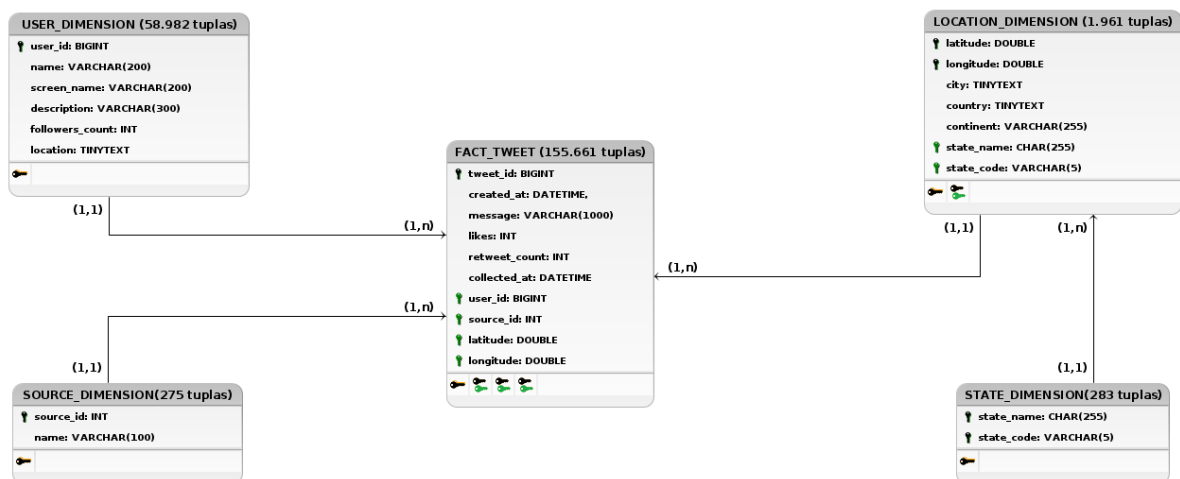 USER_DIMENSION (58.982 tuplas)
user_id: BIGINT
name: VARCHAR(200)
screen_name: VARCHAR(200)
description: VARCHAR(300)
followers_count: INT
location: TINYTEXT
(1,1)
(1,n)
SOURCE_DIMENSION(275 tuplas)
source_id: INT
name: VARCHAR(100)
(1,1)
(1,n)
FACT_TWEET (155.661 tuplas)
tweet_id: BIGINT
created_at: DATETIME,
message: VARCHAR(1000)
likes: INT
retweet_count: INT
collected_at: DATETIME
user_id: BIGINT
source_id: INT
latitude: DOUBLE
longitude: DOUBLE
LOCATION_DIMENSION (1.961 tuplas)
latitude: DOUBLE
longitude: DOUBLE
city: TINYTEXT
country: TINYTEXT
continent: VARCHAR(255)
state_name: CHAR(255)
state_code: VARCHAR(5)
(1,1)
(1,n)
(1,n)
(1,1)
STATE_DIMENSION(283 tuplas)
state_name: CHAR(255)
state_code: VARCHAR(5)